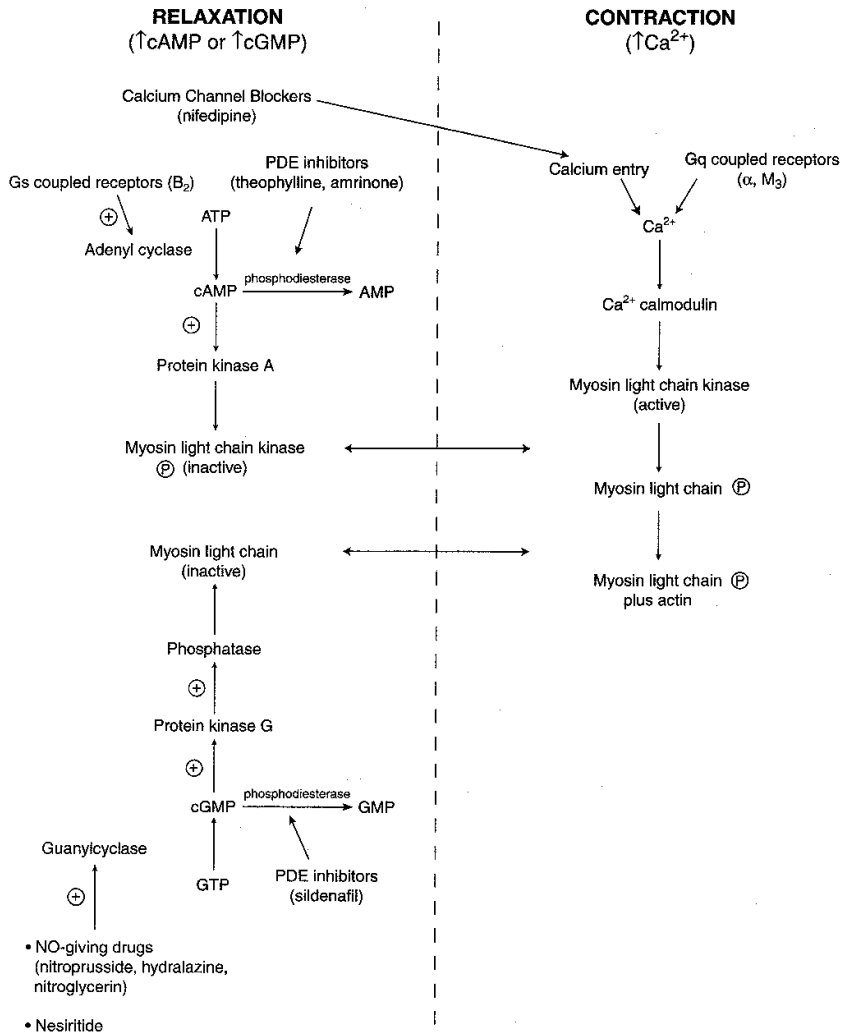 RELAXATION
(↑cAMP or ↑cGMP)
CONTRACTION
(↑Ca²⁺)
Calcium Channel Blockers
(nifedipine)
Gs coupled receptors (B₂)
PDE inhibitors
(theophylline, amrinone)
Calcium entry
Gq coupled receptors
(α, M₃)
+
ATP
Adenyl cyclase
Ca²⁺
cAMP
phosphodiesterase
AMP
Ca²⁺ calmodulin
+
Protein kinase A
Myosin light chain kinase
(active)
Myosin light chain kinase
Ⓟ (inactive)
Myosin light chain Ⓟ
Myosin light chain
(inactive)
Myosin light chain Ⓟ
plus actin
Phosphatase
+
Protein kinase G
+
cGMP
phosphodiesterase
GMP
Guanylcyclase
GTP
PDE inhibitors
(sildenafil)
+
• NO-giving drugs
(nitroprusside, hydralazine,
nitroglycerin)
• Nesiritide